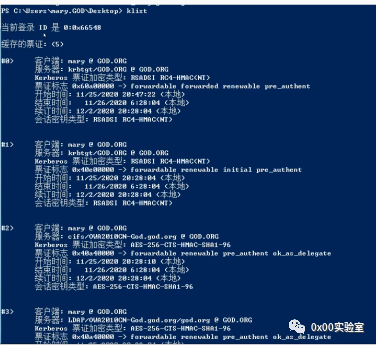 PS C:\Users\mary.GOD\Desktop> klist
当前登录 ID 是 0:0x66548
缓存的票证: (5)
#0> 客户端: mary @ GOD.ORG
服务器: krbtgt/GOD.ORG @ GOD.ORG
Kerberos 票证加密类型: RSADSI RC4-HMAC(NT)
票证标志 0x60a00000 -> forwardable forwarded renewable pre_authent
开始时间: 11/25/2020 20:47:22 (本地)
结束时间: 11/26/2020 6:28:04 (本地)
续订时间: 12/2/2020 20:28:04 (本地)
会话密钥类型: RSADSI RC4-HMAC(NT)
#1> 客户端: mary @ GOD.ORG
服务器: krbtgt/GOD.ORG @ GOD.ORG
Kerberos 票证加密类型: RSADSI RC4-HMAC(NT)
票证标志 0x40e00000 -> forwardable renewable initial pre_authent
开始时间: 11/25/2020 20:28:04 (本地)
结束时间: 11/26/2020 6:28:04 (本地)
续订时间: 12/2/2020 20:28:04 (本地)
会话密钥类型: RSADSI RC4-HMAC(NT)
#2> 客户端: mary @ GOD.ORG
服务器: cifs/OWA2010CN-God.god.org @ GOD.ORG
Kerberos 票证加密类型: AES-256-CTS-HMAC-SHA1-96
票证标志 0x40a40000 -> forwardable renewable pre_authent ok_as_delegate
开始时间: 11/25/2020 20:28:10 (本地)
结束时间: 11/26/2020 6:28:04 (本地)
续订时间: 12/2/2020 20:28:04 (本地)
会话密钥类型: AES-256-CTS-HMAC-SHA1-96
#3> 客户端: mary @ GOD.ORG
服务器: LDAP/OWA2010CN-God.god.org/god.org @ GOD.ORG
Kerberos 票证加密类型: AES-256-CTS-HMAC-SHA1-96
票证标志 0x40a40000 -> forwardable renewable pre_authent ok_as_delegate
0x00实验室